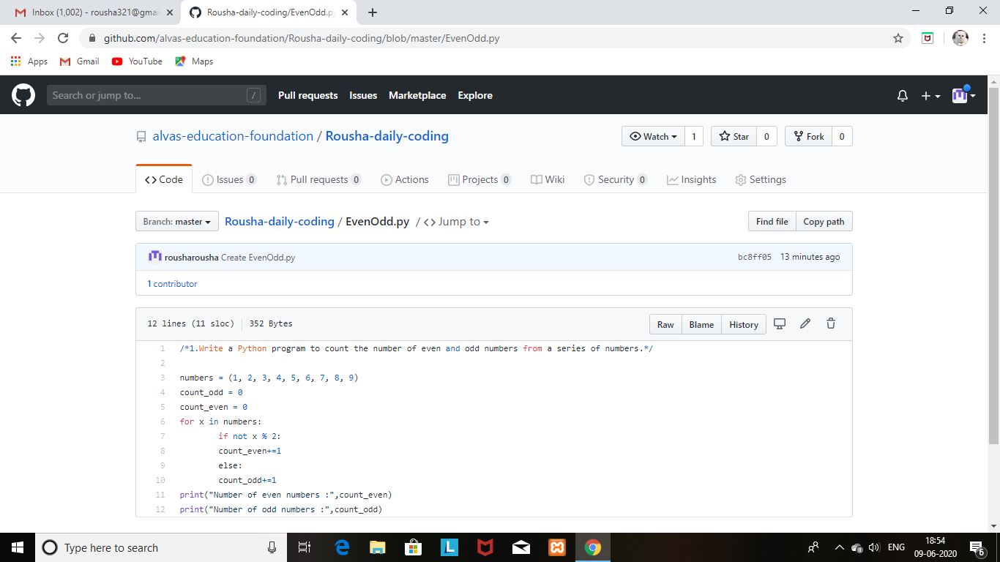 Inbox (1,002) - rousha321@gmai
Rousha-daily-coding/EvenOdd.py
github.com/alvas-education-foundation/Rousha-daily-coding/blob/master/EvenOdd.py
Apps Gmail YouTube Maps
Search or jump to... / Pull requests Issues Marketplace Explore
alvas-education-foundation / Rousha-daily-coding Watch 1 Star 0 Fork 0
Code Issues 0 Pull requests 0 Actions Projects 0 Wiki Security 0 Insights Settings
Branch: master Rousha-daily-coding / EvenOdd.py / <> Jump to Find file Copy path
rousharousha Create EvenOdd.py bc8ff05 13 minutes ago
1 contributor
12 lines (11 sloc) 352 Bytes Raw Blame History
1 /*1.Write a Python program to count the number of even and odd numbers from a series of numbers.*/
2
3 numbers = (1, 2, 3, 4, 5, 6, 7, 8, 9)
4 count_odd = 0
5 count_even = 0
6 for x in numbers:
7         if not x % 2:
8         count_even+=1
9         else:
10         count_odd+=1
11 print("Number of even numbers :",count_even)
12 print("Number of odd numbers :",count_odd)
Type here to search L ENG 18:54
09-06-2020 6